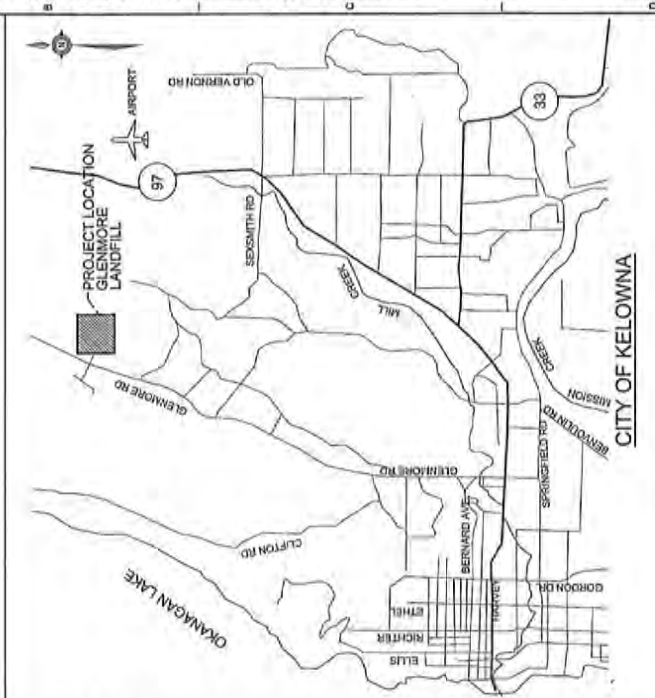 N
OLD VERNON RD
AIRPORT
97
PROJECT LOCATION
GLENMORE
LANDFILL
SEXSMITH RD
33
CREEK
MILL
GLENMORE RD
CLIFTON RD
OKANAGAN LAKE
GLENMORE RD
BERNARD AVE
SPRINGFIELD RD
BENVOULIN RD
MISSION
CREEK
HARVEY
GORDON DR.
ETHEL
RICHTER
ELLIS
CITY OF KELOWNA